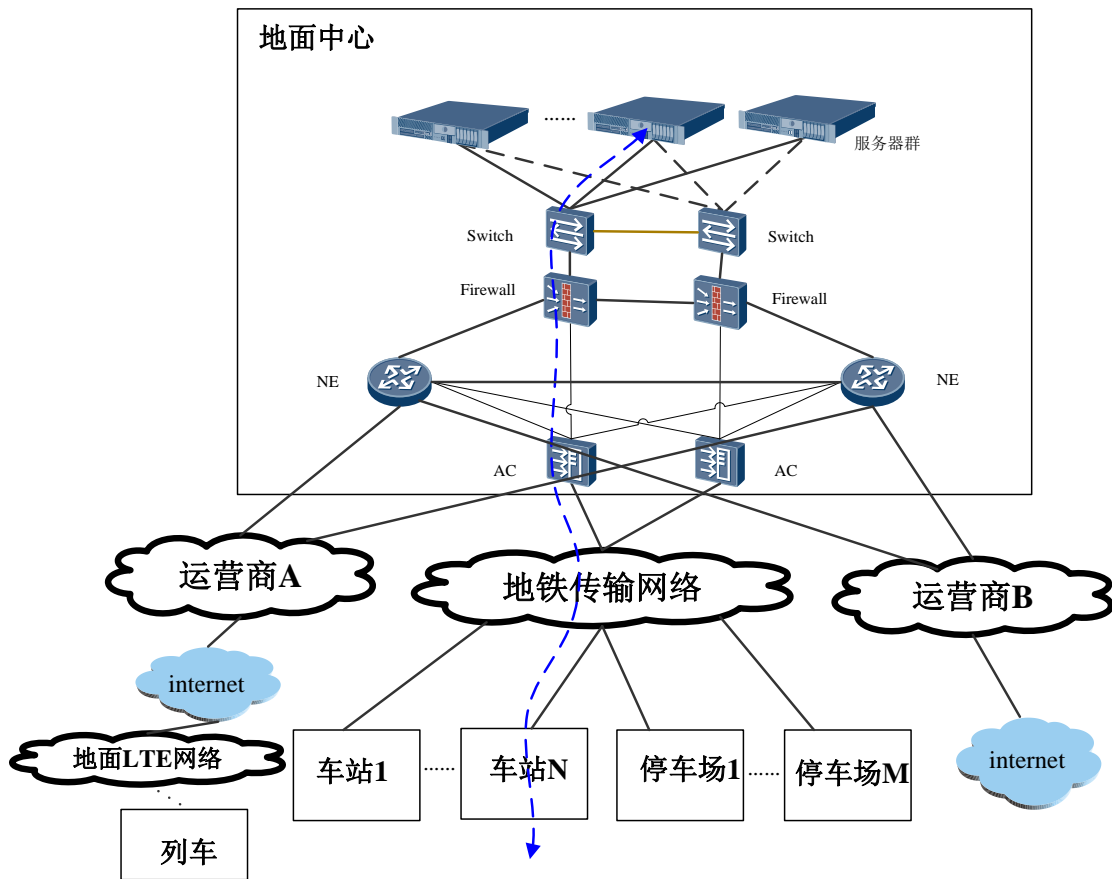 地面中心
······
服务器群
Switch
Switch
Firewall
Firewall
NE
NE
AC
AC
运营商A
地铁传输网络
运营商B
internet
internet
地面LTE网络
车站1
······
车站N
停车场1
······
停车场M
列车